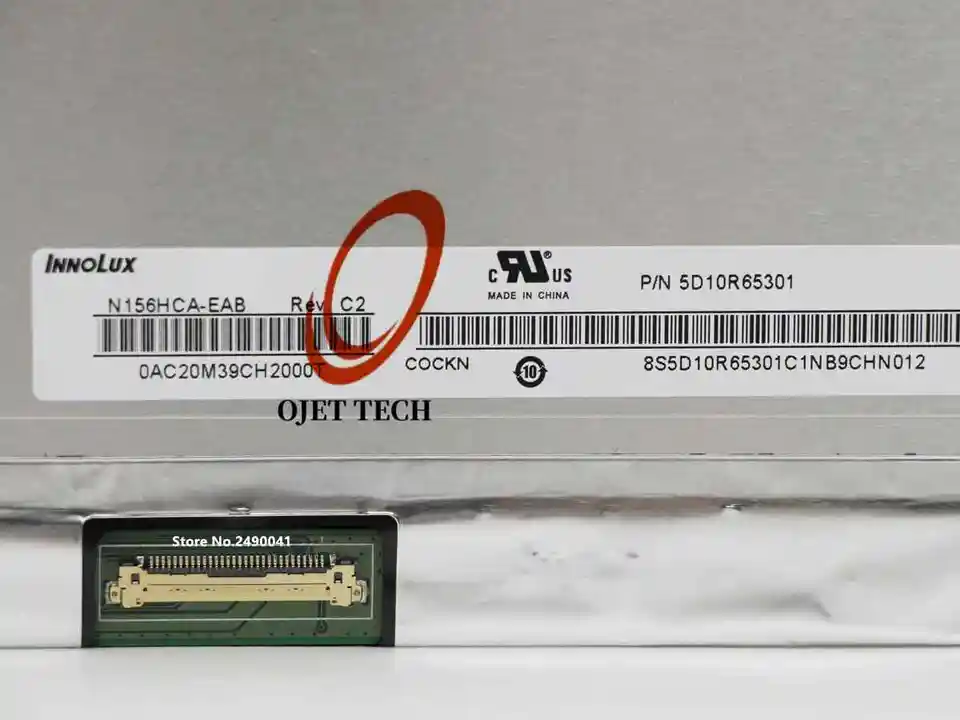 INNOLUX
N156HCA-EAB Rev. C2
0AC20M39CH2000T
c RU ® US
MADE IN CHINA
P/N 5D10R65301
COCKN
10
8S5D10R65301C1NB9CHN012
OJET TECH
Store No.2490041